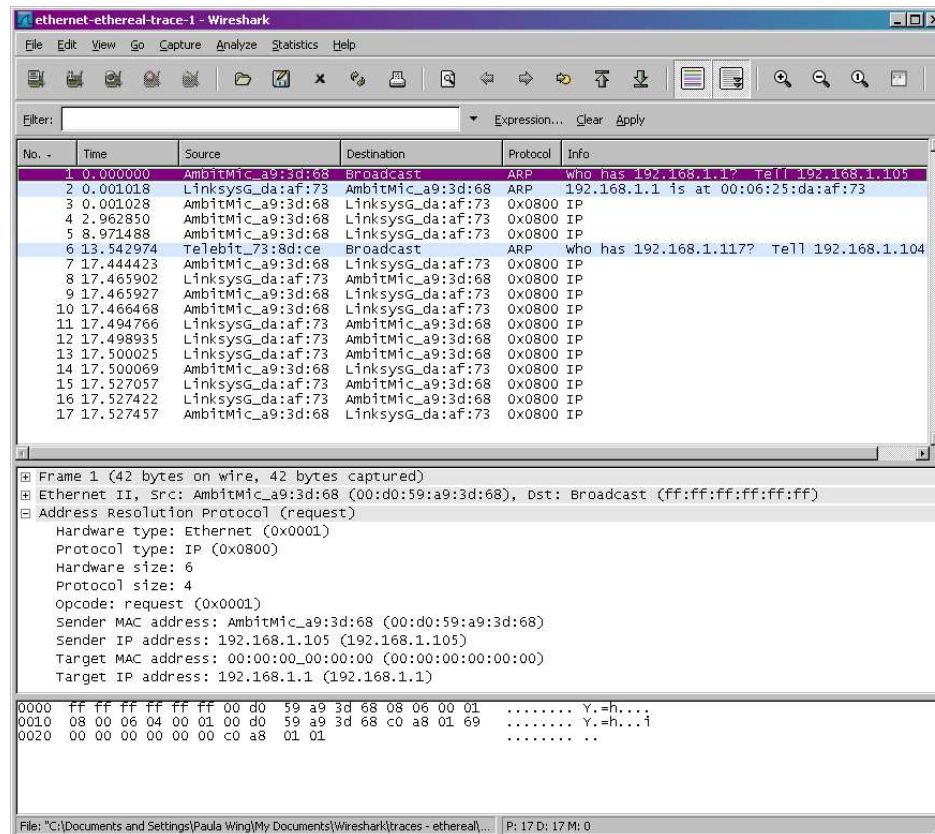 ethernet-ethereal-trace-1 - Wireshark
File Edit View Go Capture Analyze Statistics Help
Filter: Expression... Clear Apply
No. - Time Source Destination Protocol Info
1 0.000000 AmbitMic_a9:3d:68 Broadcast ARP who has 192.168.1.1? Tell 192.168.1.105
2 0.001018 LinksysG_da:af:73 AmbitMic_a9:3d:68 ARP 192.168.1.1 is at 00:06:25:da:af:73
3 0.001028 AmbitMic_a9:3d:68 LinksysG_da:af:73 0x0800 IP
4 2.962850 AmbitMic_a9:3d:68 LinksysG_da:af:73 0x0800 IP
5 8.971488 AmbitMic_a9:3d:68 LinksysG_da:af:73 0x0800 IP
6 13.542974 Telebit_73:8d:ce Broadcast ARP who has 192.168.1.117? Tell 192.168.1.104
7 17.444423 AmbitMic_a9:3d:68 LinksysG_da:af:73 0x0800 IP
8 17.465902 LinksysG_da:af:73 AmbitMic_a9:3d:68 0x0800 IP
9 17.465927 AmbitMic_a9:3d:68 LinksysG_da:af:73 0x0800 IP
10 17.466468 AmbitMic_a9:3d:68 LinksysG_da:af:73 0x0800 IP
11 17.494766 LinksysG_da:af:73 AmbitMic_a9:3d:68 0x0800 IP
12 17.498935 LinksysG_da:af:73 AmbitMic_a9:3d:68 0x0800 IP
13 17.500025 LinksysG_da:af:73 AmbitMic_a9:3d:68 0x0800 IP
14 17.500069 AmbitMic_a9:3d:68 LinksysG_da:af:73 0x0800 IP
15 17.527057 LinksysG_da:af:73 AmbitMic_a9:3d:68 0x0800 IP
16 17.527422 LinksysG_da:af:73 AmbitMic_a9:3d:68 0x0800 IP
17 17.527457 AmbitMic_a9:3d:68 LinksysG_da:af:73 0x0800 IP
Frame 1 (42 bytes on wire, 42 bytes captured)
Ethernet II, Src: AmbitMic_a9:3d:68 (00:d0:59:a9:3d:68), Dst: Broadcast (ff:ff:ff:ff:ff:ff)
Address Resolution Protocol (request)
Hardware type: Ethernet (0x0001)
Protocol type: IP (0x0800)
Hardware size: 6
Protocol size: 4
Opcode: request (0x0001)
Sender MAC address: AmbitMic_a9:3d:68 (00:d0:59:a9:3d:68)
Sender IP address: 192.168.1.105 (192.168.1.105)
Target MAC address: 00:00:00_00:00:00 (00:00:00:00:00:00)
Target IP address: 192.168.1.1 (192.168.1.1)
0000 ff ff ff ff ff ff 00 d0 59 a9 3d 68 08 06 00 01 ........ Y.=h....
0010 08 00 06 04 00 01 00 d0 59 a9 3d 68 c0 a8 01 69 ........ Y.=h...i
0020 00 00 00 00 00 00 c0 a8 01 01 ........ ..
File: "C:\Documents and Settings\Paula Wing\My Documents\Wireshark\traces - ethereal\... P: 17 D: 17 M: 0